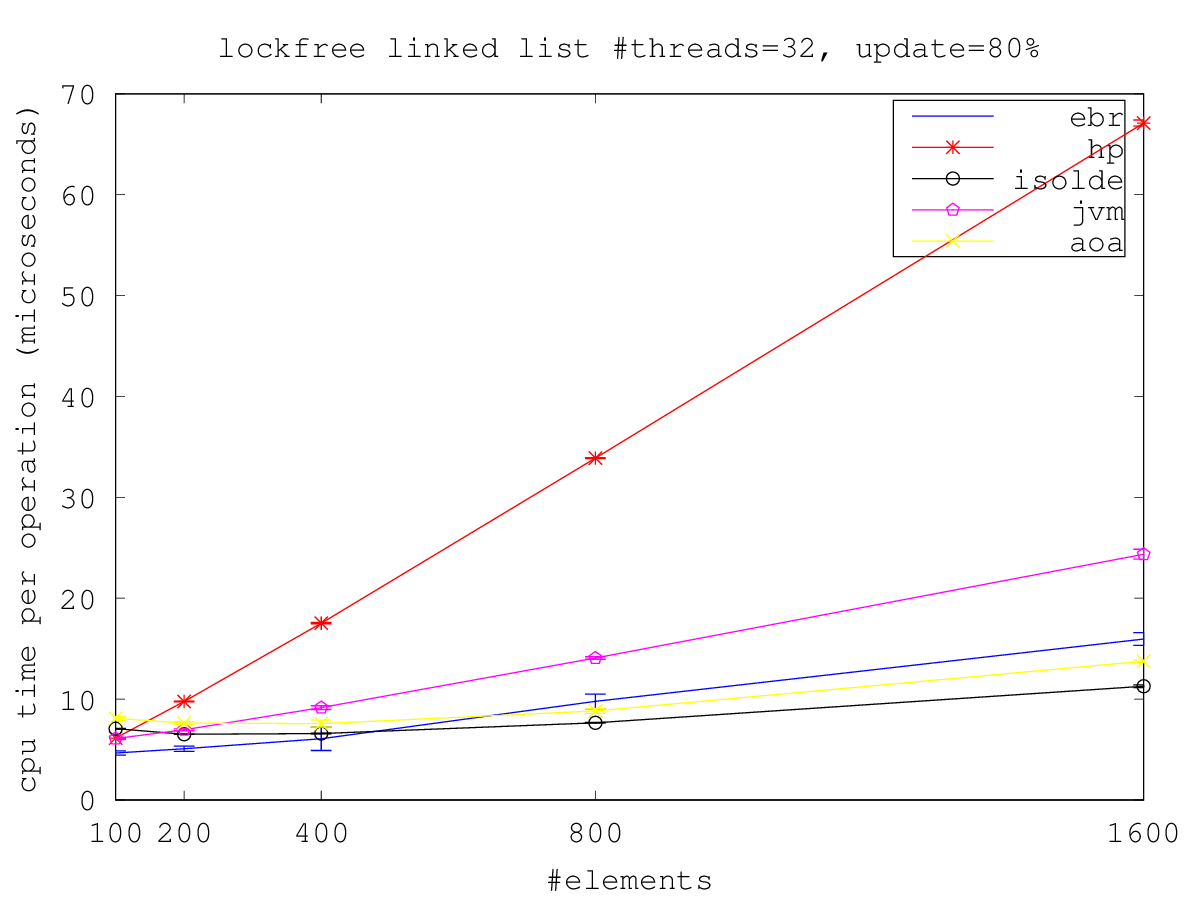 lockfree linked list #threads=32, update=80%
70
60
50
40
30
20
10
0
cpu time per operation (microseconds)
ebr
hp
isolde
jvm
aoa
100 200 400 800 1600
#elements